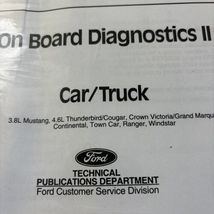 On Board Diagnostics II
Car/Truck
3.8L Mustang, 4.6L Thunderbird/Cougar, Crown Victoria/Grand Marqu
Continental, Town Car, Ranger, Windstar
Ford
TECHNICAL
PUBLICATIONS DEPARTMENT
Ford Customer Service Division